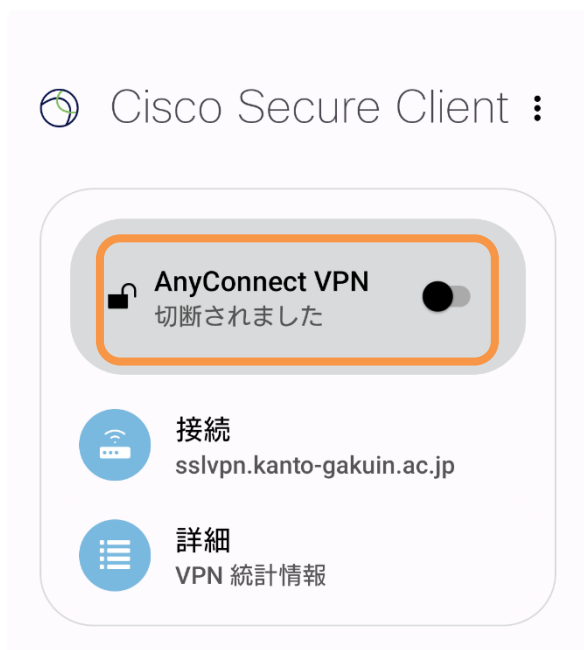 Cisco Secure Client
AnyConnect VPN
切断されました
接続
sslvpn.kanto-gakuin.ac.jp
詳細
VPN 統計情報